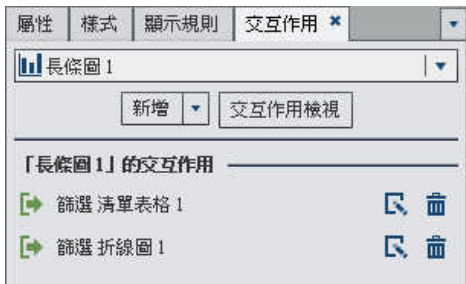 屬性 樣式 顯示規則 交互作用
長條圖 1
新增 交互作用檢視
「長條圖 1」的交互作用
篩選 清單表格 1
篩選 折線圖 1